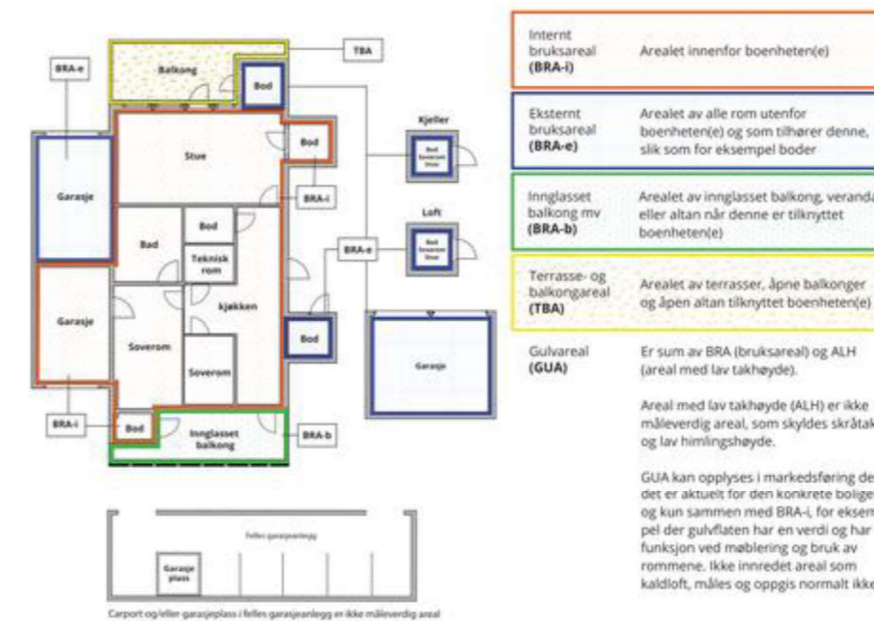 TBA
BRA-e
Balkong
Bod
Kjeller
Stue
Bod
Bod
Soverom
Stue
Garasje
BRA-i
Loft
Bad
Bod
Teknisk
rom
BRA-e
Bod
Soverom
Stue
Garasje
kjøkken
Soverom
Bod
Soverom
Garasje
BRA-i
Bod
Innglasset
balkong
BRA-b
Felles garasjeanlegg
Garasje
plass
Carport og/eller garasjeplass i felles garasjeanlegg er ikke måleverdig areal
Internt
bruksareal
(BRA-i)
Arealet innenfor boenheten(e)
Eksternt
bruksareal
(BRA-e)
Arealet av alle rom utenfor
boenheten(e) og som tilhører denne,
slik som for eksempel boder
Innglasset
balkong mv
(BRA-b)
Arealet av innglasset balkong, veranda
eller altan når denne er tilknyttet
boenheten(e)
Terrasse- og
balkongareal
(TBA)
Arealet av terrasser, åpne balkonger
og åpen altan tilknyttet boenheten(e)
Gulvareal
(GUA)
Er sum av BRA (bruksareal) og ALH
(areal med lav takhøyde).
Areal med lav takhøyde (ALH) er ikke
måleverdig areal, som skyldes skråtak
og lav himlingshøyde.
GUA kan opplyses i markedsføring de
det er aktuelt for den konkrete bolige
og kun sammen med BRA-i, for eksem
pel der gulvflaten har en verdi og har
funksjon ved møblering og bruk av
rommene. Ikke innredet areal som
kaldloft, måles og oppgis normalt ikke